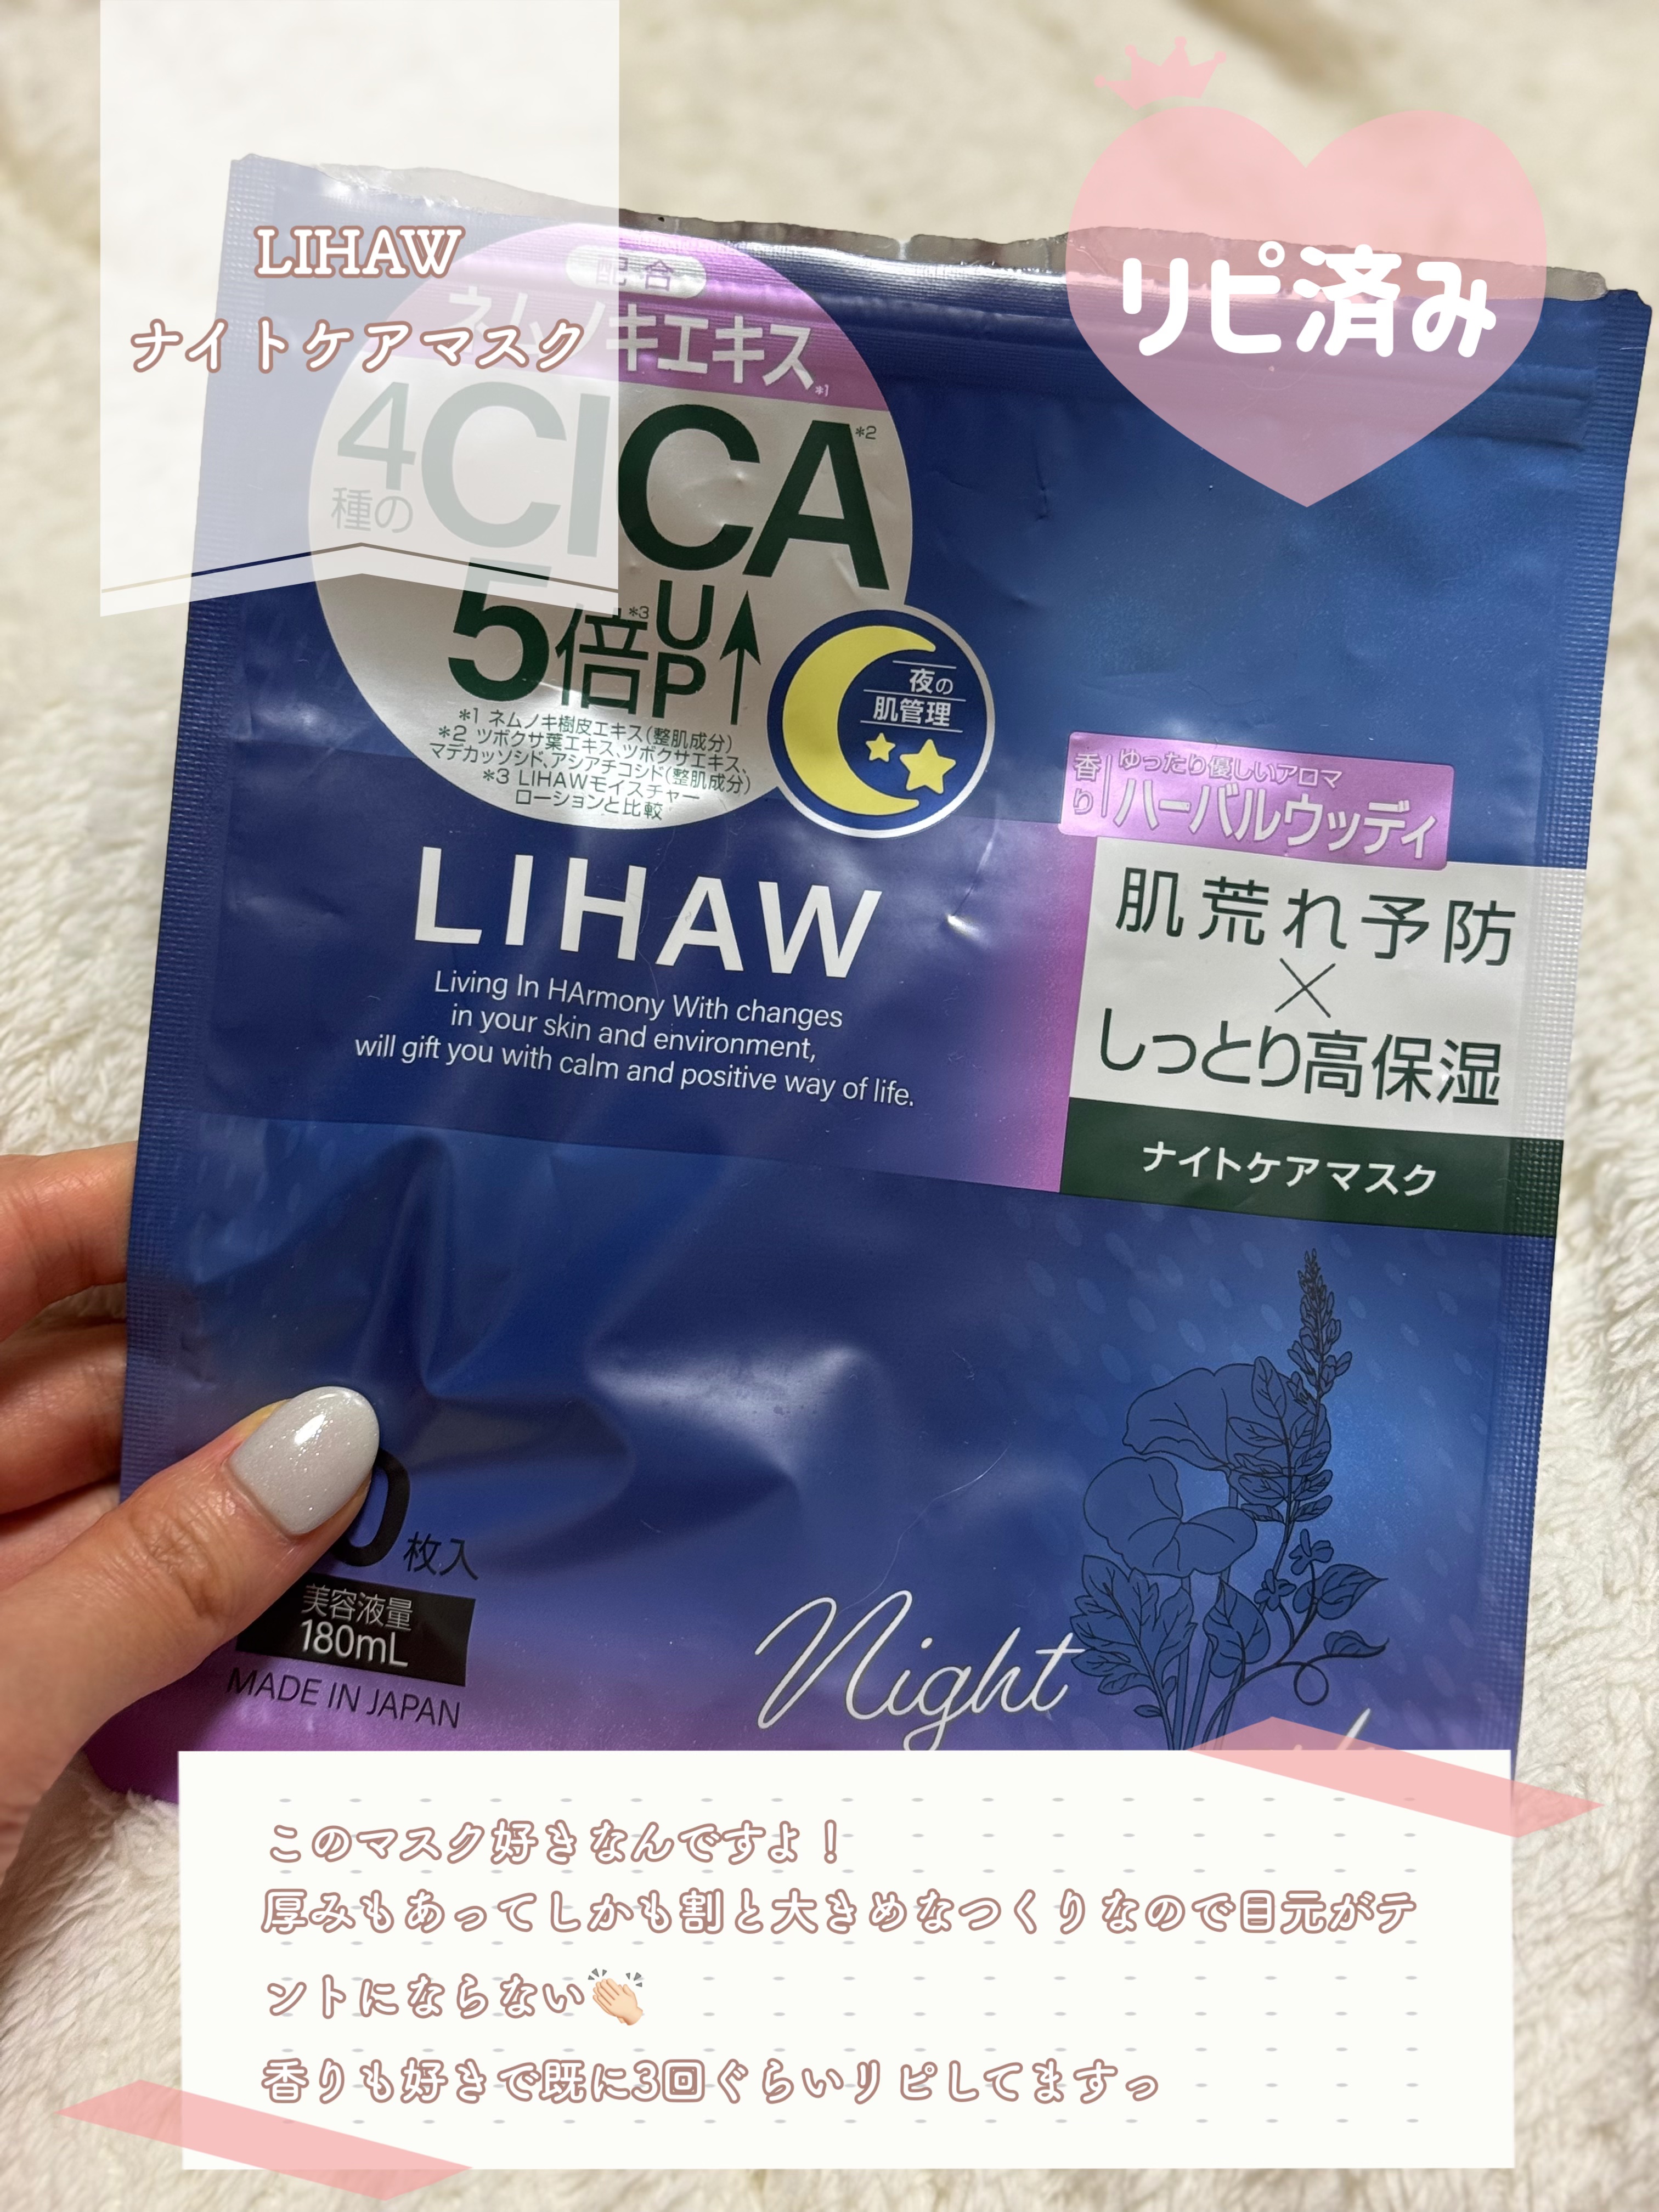 LIHAW
ナイトケアマスク
リピ済み
配合
ネムノキエキス*1
4種のCICA*2
5倍*3UP
*1 ネムノキ樹皮エキス(整肌成分)
*2 ツボクサ葉エキス、ツボクサエキス、
マデカッソシド、アシアチコシド(整肌成分)
*3 LIHAWモイスチャー
ローションと比較
夜の
肌管理
香り
ゆったり優しいアロマ
ハーバルウッディ
肌荒れ予防
×
しっとり高保湿
ナイトケアマスク
LIHAW
Living In HArmony With changes
in your skin and environment,
will gift you with calm and positive way of life.
枚入
美容液量
180mL
MADE IN JAPAN
Night
このマスク好きなんですよ!
厚みもあってしかも割と大きめなつくりなので目元がテ
ントにならない👏🏻
香りも好きで既に3回ぐらいリピしてますっ